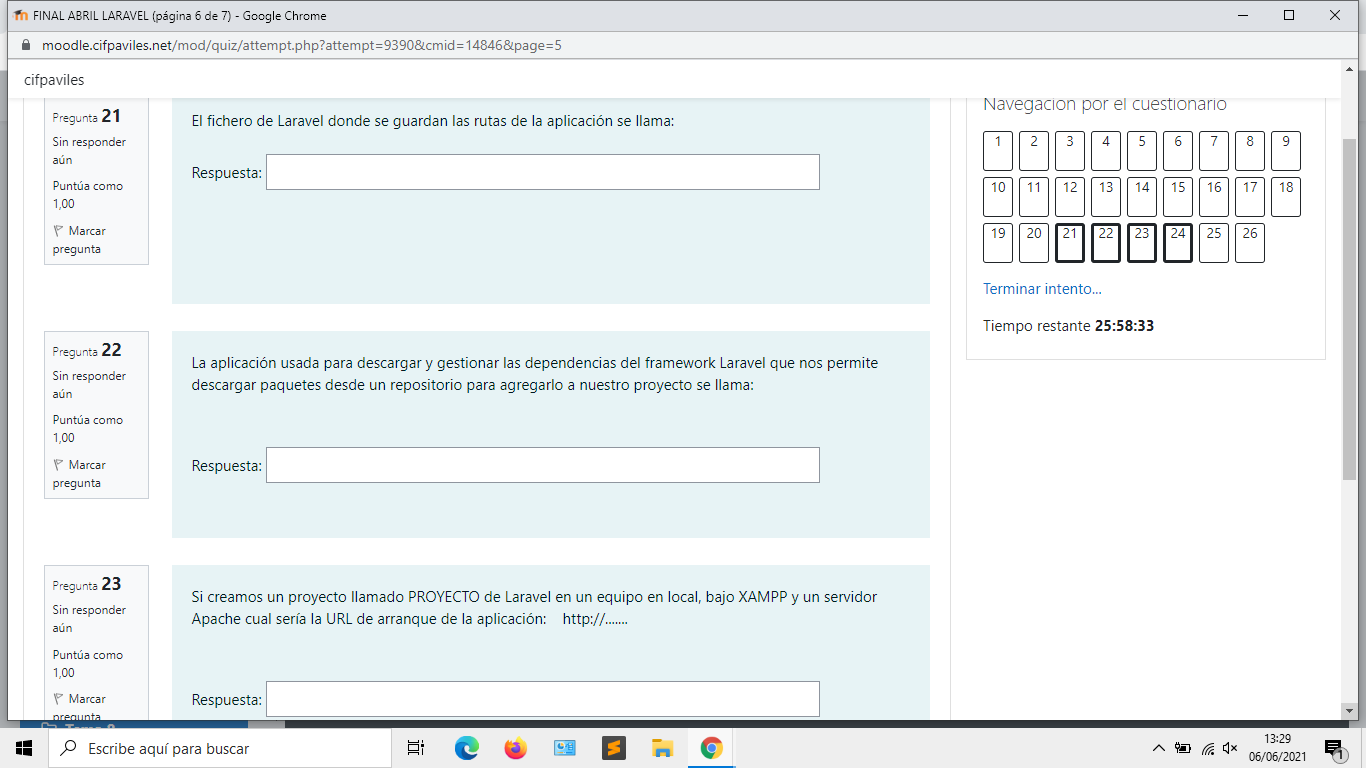 FINAL ABRIL LARAVEL (página 6 de 7) - Google Chrome
moodle.cifpaviles.net/mod/quiz/attempt.php?attempt=9390&cmid=14846&page=5
cifpaviles
Pregunta 21
Sin responder
aún
Puntúa como
1,00
Marcar
pregunta
El fichero de Laravel donde se guardan las rutas de la aplicación se llama:
Respuesta:
Pregunta 22
Sin responder
aún
Puntúa como
1,00
Marcar
pregunta
La aplicación usada para descargar y gestionar las dependencias del framework Laravel que nos permite
descargar paquetes desde un repositorio para agregarlo a nuestro proyecto se llama:
Respuesta:
Pregunta 23
Sin responder
aún
Puntúa como
1,00
Marcar
pregunta
Si creamos un proyecto llamado PROYECTO de Laravel en un equipo en local, bajo XAMPP y un servidor
Apache cual sería la URL de arranque de la aplicación: http://.......
Respuesta:
Navegación por el cuestionario
1 2 3 4 5 6 7 8 9
10 11 12 13 14 15 16 17 18
19 20 21 22 23 24 25 26
Terminar intento...
Tiempo restante 25:58:33
Escribe aquí para buscar
13:29
06/06/2021
1